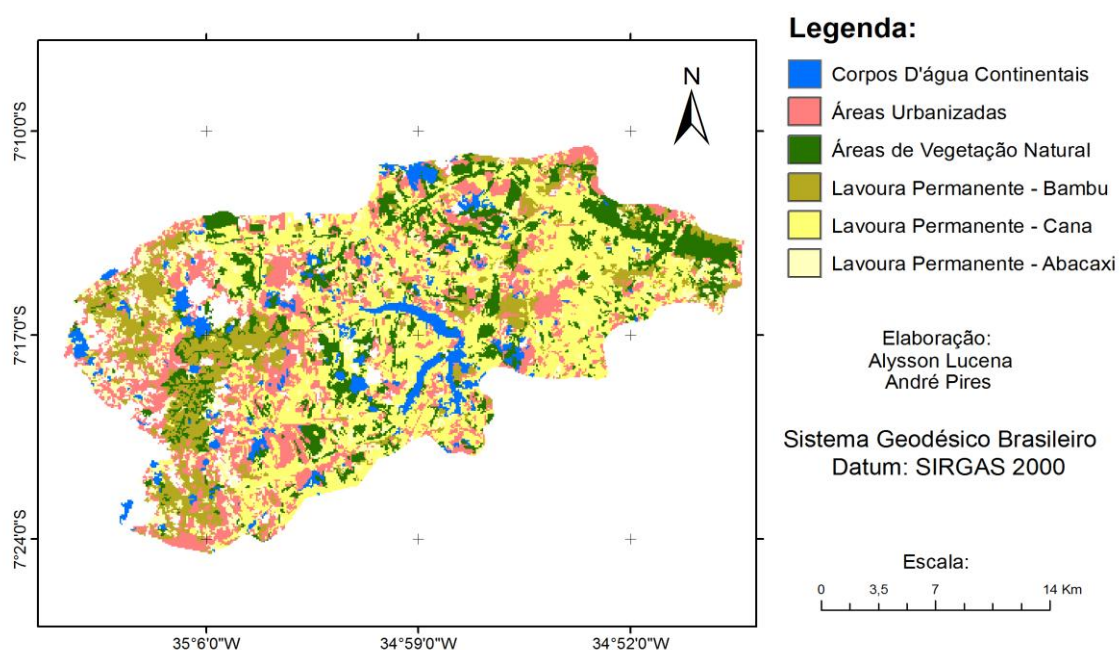 Legenda:
Corpos D'água Continentais
Áreas Urbanizadas
Áreas de Vegetação Natural
Lavoura Permanente - Bambu
Lavoura Permanente - Cana
Lavoura Permanente - Abacaxi
N
7°10'0"S
7°17'0"S
7°24'0"S
35°6'0"W
34°59'0"W
34°52'0"W
Elaboração:
Alysson Lucena
André Pires
Sistema Geodésico Brasileiro
Datum: SIRGAS 2000
Escala:
0 3,5 7 14 Km